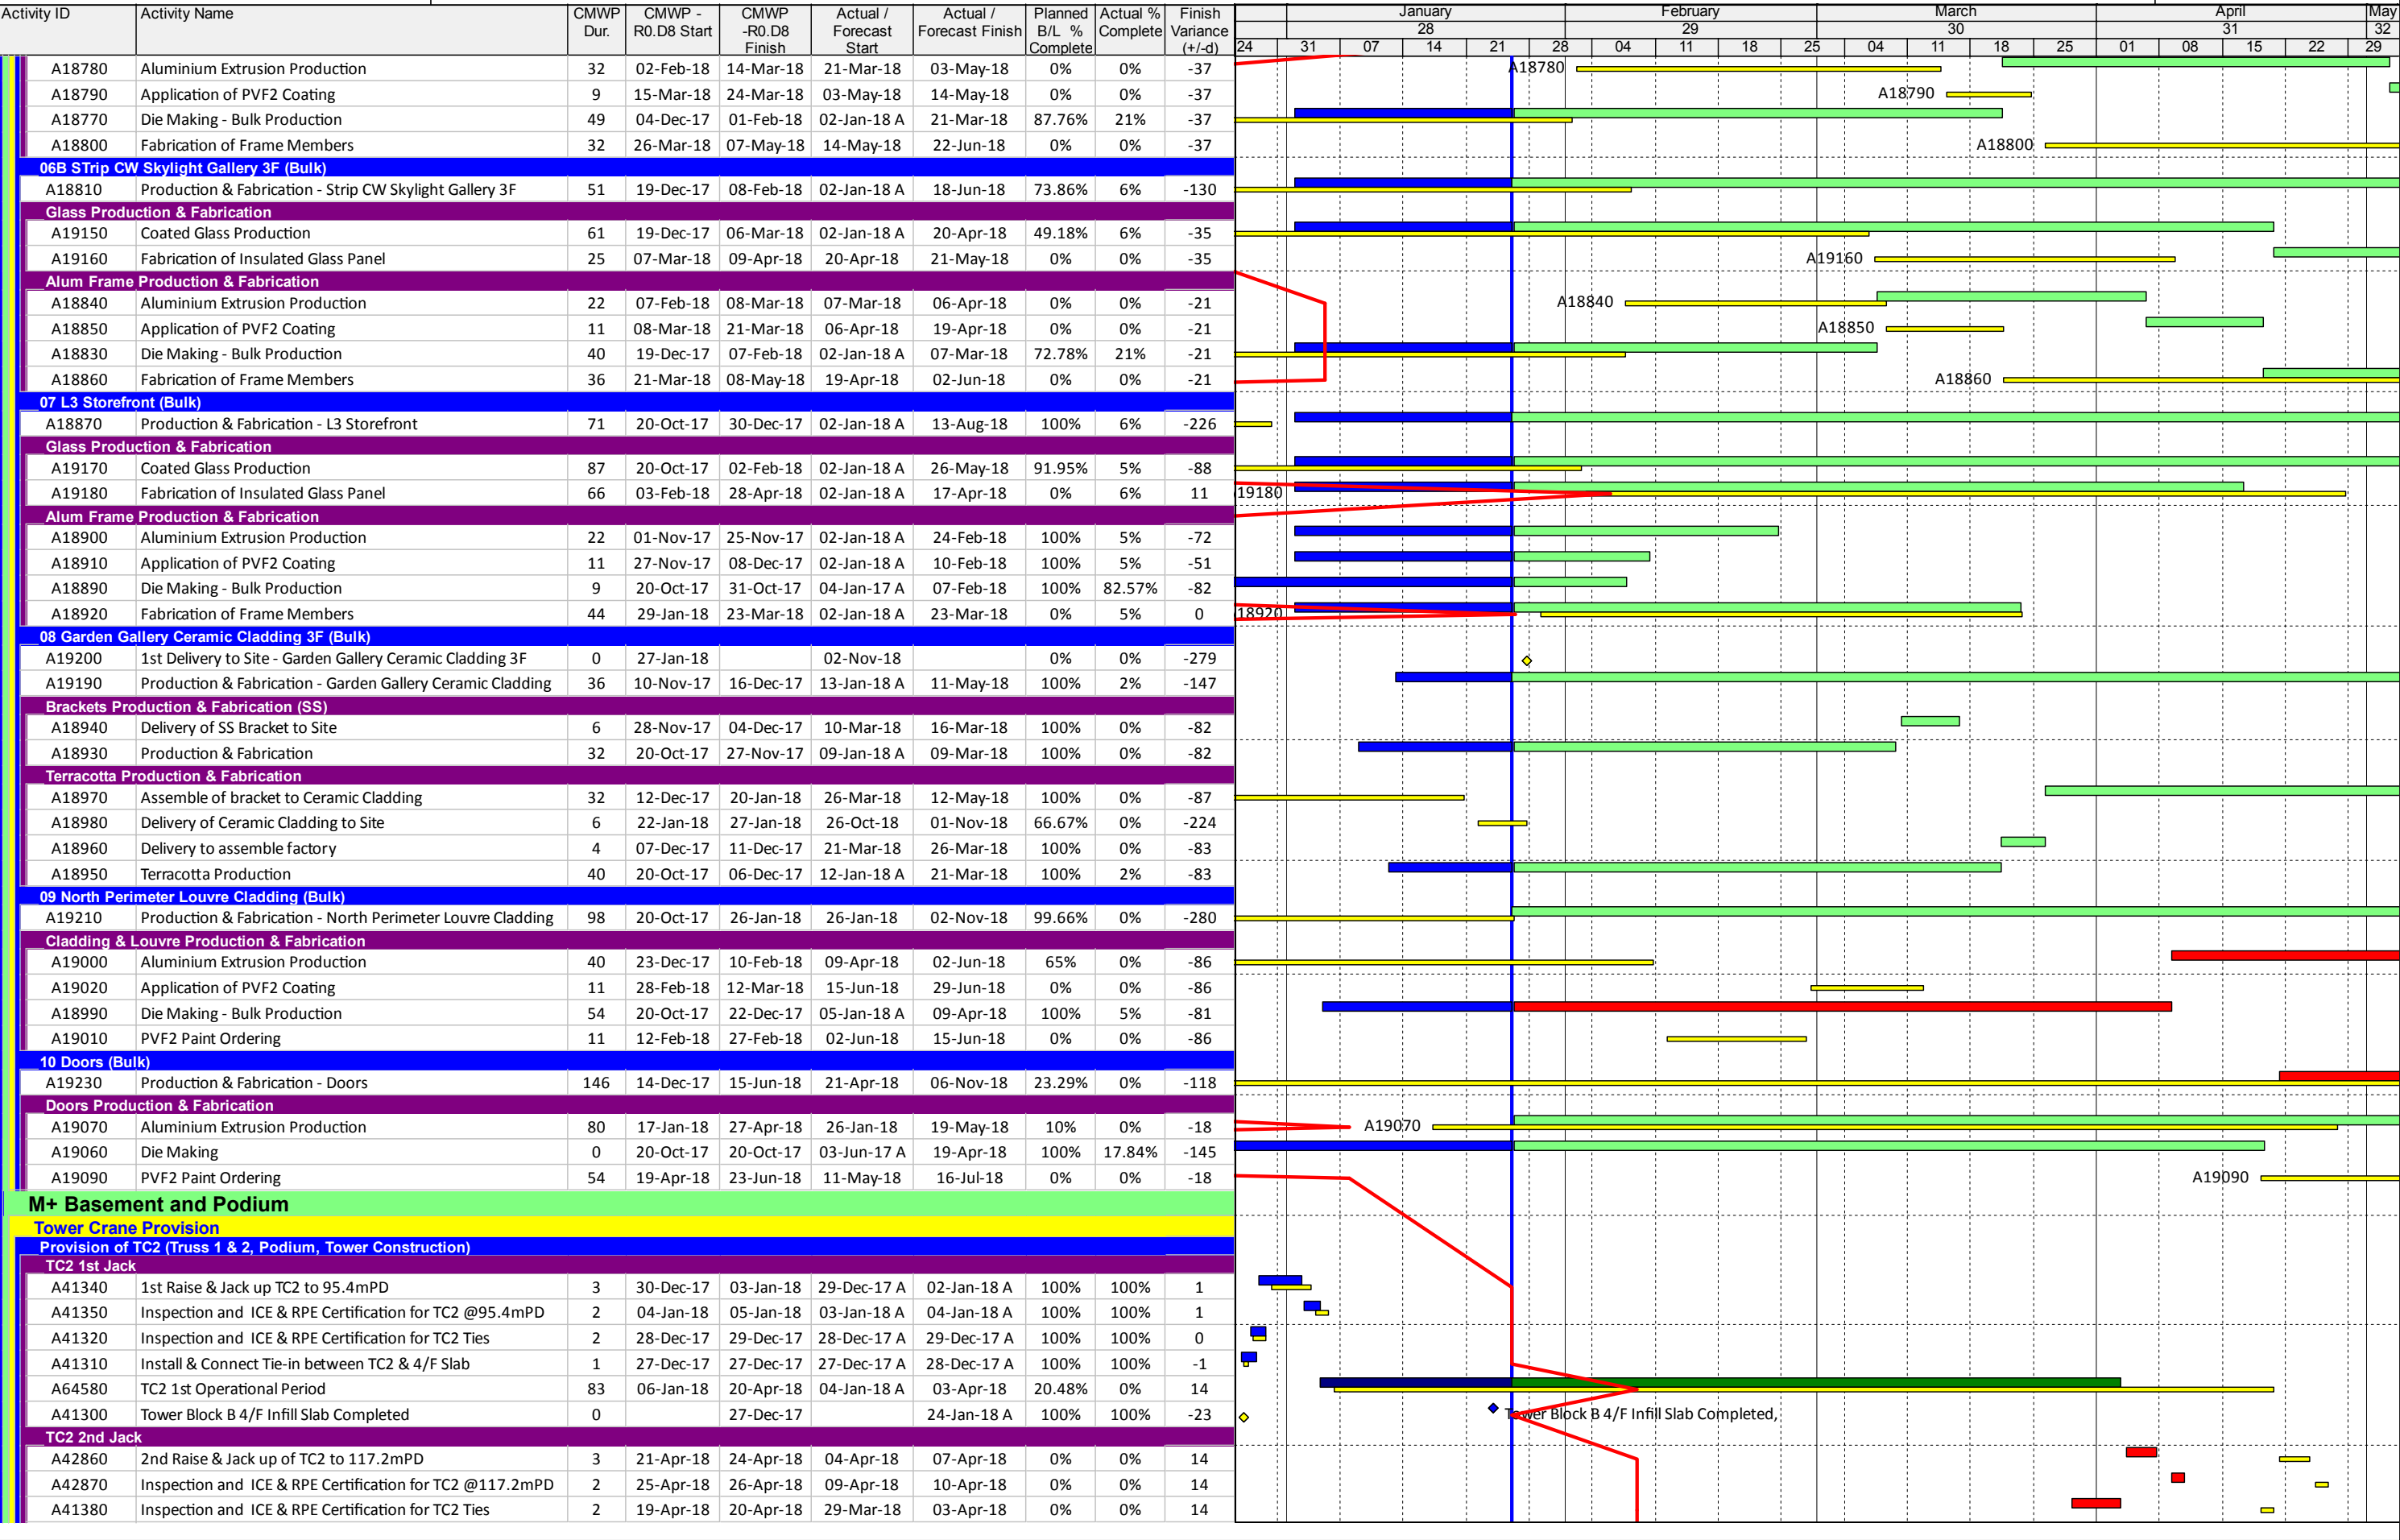 Activity ID Activity Name CMWP Dur. CMWP - R0.D8 Start CMWP -R0.D8 Finish Actual / Forecast Start Actual / Forecast Finish Planned B/L % Complete Actual % Complete Finish Variance (+/-d)
January February March April May
28 29 30 31 32
24 31 07 14 21 28 04 11 18 25 04 11 18 25 01 08 15 22 29
A18780 Aluminium Extrusion Production 32 02-Feb-18 14-Mar-18 21-Mar-18 03-May-18 0% 0% -37 A18780
A18790 Application of PVF2 Coating 9 15-Mar-18 24-Mar-18 03-May-18 14-May-18 0% 0% -37 A18790
A18770 Die Making - Bulk Production 49 04-Dec-17 01-Feb-18 02-Jan-18 A 21-Mar-18 87.76% 21% -37
A18800 Fabrication of Frame Members 32 26-Mar-18 07-May-18 14-May-18 22-Jun-18 0% 0% -37 A18800
06B STrip CW Skylight Gallery 3F (Bulk)
A18810 Production & Fabrication - Strip CW Skylight Gallery 3F 51 19-Dec-17 08-Feb-18 02-Jan-18 A 18-Jun-18 73.86% 6% -130
Glass Production & Fabrication
A19150 Coated Glass Production 61 19-Dec-17 06-Mar-18 02-Jan-18 A 20-Apr-18 49.18% 6% -35
A19160 Fabrication of Insulated Glass Panel 25 07-Mar-18 09-Apr-18 20-Apr-18 21-May-18 0% 0% -35 A19160
Alum Frame Production & Fabrication
A18840 Aluminium Extrusion Production 22 07-Feb-18 08-Mar-18 07-Mar-18 06-Apr-18 0% 0% -21 A18840
A18850 Application of PVF2 Coating 11 08-Mar-18 21-Mar-18 06-Apr-18 19-Apr-18 0% 0% -21 A18850
A18830 Die Making - Bulk Production 40 19-Dec-17 07-Feb-18 02-Jan-18 A 07-Mar-18 72.78% 21% -21
A18860 Fabrication of Frame Members 36 21-Mar-18 08-May-18 19-Apr-18 02-Jun-18 0% 0% -21 A18860
07 L3 Storefront (Bulk)
A18870 Production & Fabrication - L3 Storefront 71 20-Oct-17 30-Dec-17 02-Jan-18 A 13-Aug-18 100% 6% -226
Glass Production & Fabrication
A19170 Coated Glass Production 87 20-Oct-17 02-Feb-18 02-Jan-18 A 26-May-18 91.95% 5% -88
A19180 Fabrication of Insulated Glass Panel 66 03-Feb-18 28-Apr-18 02-Jan-18 A 17-Apr-18 0% 6% 11 19180
Alum Frame Production & Fabrication
A18900 Aluminium Extrusion Production 22 01-Nov-17 25-Nov-17 02-Jan-18 A 24-Feb-18 100% 5% -72
A18910 Application of PVF2 Coating 11 27-Nov-17 08-Dec-17 02-Jan-18 A 10-Feb-18 100% 5% -51
A18890 Die Making - Bulk Production 9 20-Oct-17 31-Oct-17 04-Jan-17 A 07-Feb-18 100% 82.57% -82
A18920 Fabrication of Frame Members 44 29-Jan-18 23-Mar-18 02-Jan-18 A 23-Mar-18 0% 5% 0 18920
08 Garden Gallery Ceramic Cladding 3F (Bulk)
A19200 1st Delivery to Site - Garden Gallery Ceramic Cladding 3F 0 27-Jan-18 02-Nov-18 0% 0% -279
A19190 Production & Fabrication - Garden Gallery Ceramic Cladding 36 10-Nov-17 16-Dec-17 13-Jan-18 A 11-May-18 100% 2% -147
Brackets Production & Fabrication (SS)
A18940 Delivery of SS Bracket to Site 6 28-Nov-17 04-Dec-17 10-Mar-18 16-Mar-18 100% 0% -82
A18930 Production & Fabrication 32 20-Oct-17 27-Nov-17 09-Jan-18 A 09-Mar-18 100% 0% -82
Terracotta Production & Fabrication
A18970 Assemble of bracket to Ceramic Cladding 32 12-Dec-17 20-Jan-18 26-Mar-18 12-May-18 100% 0% -87
A18980 Delivery of Ceramic Cladding to Site 6 22-Jan-18 27-Jan-18 26-Oct-18 01-Nov-18 66.67% 0% -224
A18960 Delivery to assemble factory 4 07-Dec-17 11-Dec-17 21-Mar-18 26-Mar-18 100% 0% -83
A18950 Terracotta Production 40 20-Oct-17 06-Dec-17 12-Jan-18 A 21-Mar-18 100% 2% -83
09 North Perimeter Louvre Cladding (Bulk)
A19210 Production & Fabrication - North Perimeter Louvre Cladding 98 20-Oct-17 26-Jan-18 26-Jan-18 02-Nov-18 99.66% 0% -280
Cladding & Louvre Production & Fabrication
A19000 Aluminium Extrusion Production 40 23-Dec-17 10-Feb-18 09-Apr-18 02-Jun-18 65% 0% -86
A19020 Application of PVF2 Coating 11 28-Feb-18 12-Mar-18 15-Jun-18 29-Jun-18 0% 0% -86
A18990 Die Making - Bulk Production 54 20-Oct-17 22-Dec-17 05-Jan-18 A 09-Apr-18 100% 5% -81
A19010 PVF2 Paint Ordering 11 12-Feb-18 27-Feb-18 02-Jun-18 15-Jun-18 0% 0% -86
10 Doors (Bulk)
A19230 Production & Fabrication - Doors 146 14-Dec-17 15-Jun-18 21-Apr-18 06-Nov-18 23.29% 0% -118
Doors Production & Fabrication
A19070 Aluminium Extrusion Production 80 17-Jan-18 27-Apr-18 26-Jan-18 19-May-18 10% 0% -18 A19070
A19060 Die Making 0 20-Oct-17 20-Oct-17 03-Jun-17 A 19-Apr-18 100% 17.84% -145
A19090 PVF2 Paint Ordering 54 19-Apr-18 23-Jun-18 11-May-18 16-Jul-18 0% 0% -18 A19090
M+ Basement and Podium
Tower Crane Provision
Provision of TC2 (Truss 1 & 2, Podium, Tower Construction)
TC2 1st Jack
A41340 1st Raise & Jack up TC2 to 95.4mPD 3 30-Dec-17 03-Jan-18 29-Dec-17 A 02-Jan-18 A 100% 100% 1
A41350 Inspection and ICE & RPE Certification for TC2 @95.4mPD 2 04-Jan-18 05-Jan-18 03-Jan-18 A 04-Jan-18 A 100% 100% 1
A41320 Inspection and ICE & RPE Certification for TC2 Ties 2 28-Dec-17 29-Dec-17 28-Dec-17 A 29-Dec-17 A 100% 100% 0
A41310 Install & Connect Tie-in between TC2 & 4/F Slab 1 27-Dec-17 27-Dec-17 27-Dec-17 A 28-Dec-17 A 100% 100% -1
A64580 TC2 1st Operational Period 83 06-Jan-18 20-Apr-18 04-Jan-18 A 03-Apr-18 20.48% 0% 14
A41300 Tower Block B 4/F Infill Slab Completed 0 27-Dec-17 24-Jan-18 A 100% 100% -23 Tower Block B 4/F Infill Slab Completed,
TC2 2nd Jack
A42860 2nd Raise & Jack up of TC2 to 117.2mPD 3 21-Apr-18 24-Apr-18 04-Apr-18 07-Apr-18 0% 0% 14
A42870 Inspection and ICE & RPE Certification for TC2 @117.2mPD 2 25-Apr-18 26-Apr-18 09-Apr-18 10-Apr-18 0% 0% 14
A41380 Inspection and ICE & RPE Certification for TC2 Ties 2 19-Apr-18 20-Apr-18 29-Mar-18 03-Apr-18 0% 0% 14